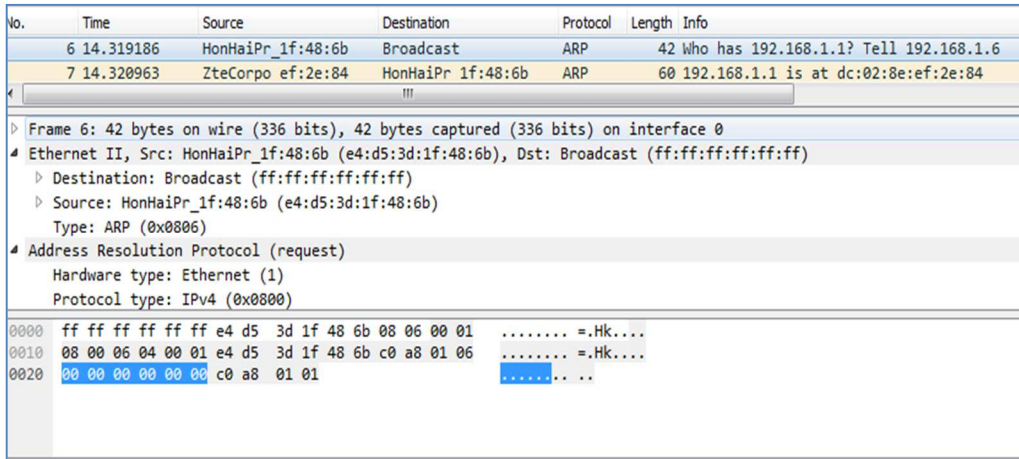 No. Time Source Destination Protocol Length Info
6 14.319186 HonHaiPr_1f:48:6b Broadcast ARP 42 Who has 192.168.1.1? Tell 192.168.1.6
7 14.320963 ZteCorpo ef:2e:84 HonHaiPr 1f:48:6b ARP 60 192.168.1.1 is at dc:02:8e:ef:2e:84
Frame 6: 42 bytes on wire (336 bits), 42 bytes captured (336 bits) on interface 0
Ethernet II, Src: HonHaiPr_1f:48:6b (e4:d5:3d:1f:48:6b), Dst: Broadcast (ff:ff:ff:ff:ff:ff)
Destination: Broadcast (ff:ff:ff:ff:ff:ff)
Source: HonHaiPr_1f:48:6b (e4:d5:3d:1f:48:6b)
Type: ARP (0x0806)
Address Resolution Protocol (request)
Hardware type: Ethernet (1)
Protocol type: IPv4 (0x0800)
0000 ff ff ff ff ff ff e4 d5 3d 1f 48 6b 08 06 00 01 ........ =.Hk....
0010 08 00 06 04 00 01 e4 d5 3d 1f 48 6b c0 a8 01 06 ........ =.Hk....
0020 00 00 00 00 00 00 c0 a8 01 01 ........ ..